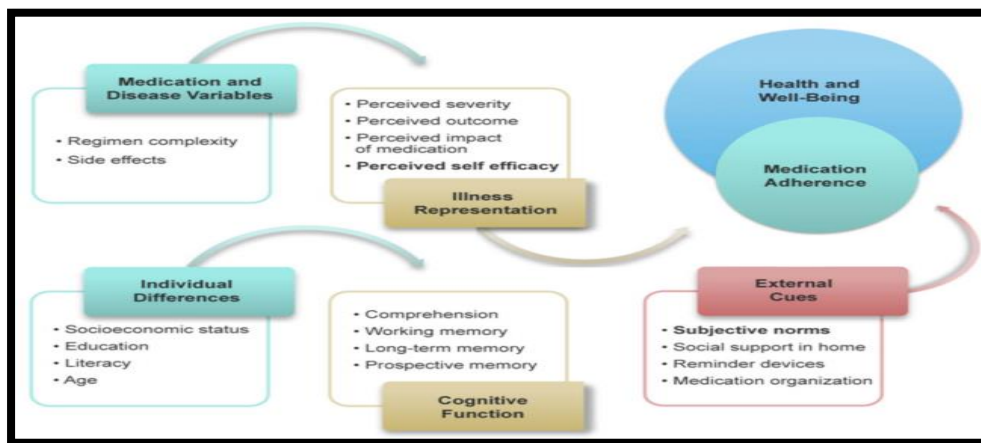 Medication and
Disease Variables
• Regimen complexity
• Side effects
• Perceived severity
• Perceived outcome
• Perceived impact
of medication
• Perceived self efficacy
Illness
Representation
Health and
Well-Being
Medication
Adherence
Individual
Differences
• Socioeconomic status
• Education
• Literacy
• Age
• Comprehension
• Working memory
• Long-term memory
• Prospective memory
Cognitive
Function
External
Cues
• Subjective norms
• Social support in home
• Reminder devices
• Medication organization